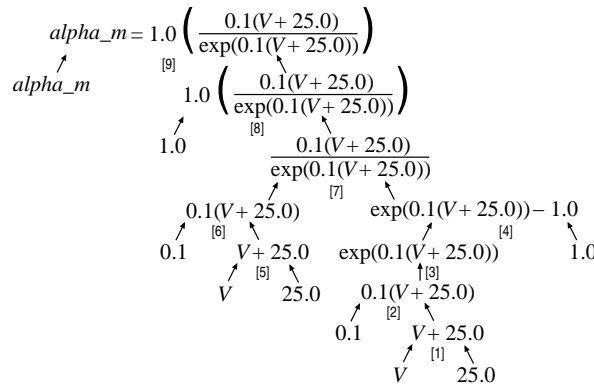 alpha_m = 1.0 ( 0.1(V + 25.0) / exp(0.1(V + 25.0)) )
[9]
alpha_m
1.0 ( 0.1(V + 25.0) / exp(0.1(V + 25.0)) )
[8]
1.0
0.1(V + 25.0) / exp(0.1(V + 25.0))
[7]
0.1(V + 25.0) exp(0.1(V + 25.0)) − 1.0
[6] [4]
0.1 V + 25.0 exp(0.1(V + 25.0)) 1.0
[5] [3]
V 25.0 0.1(V + 25.0)
[2]
0.1 V + 25.0
[1]
V 25.0